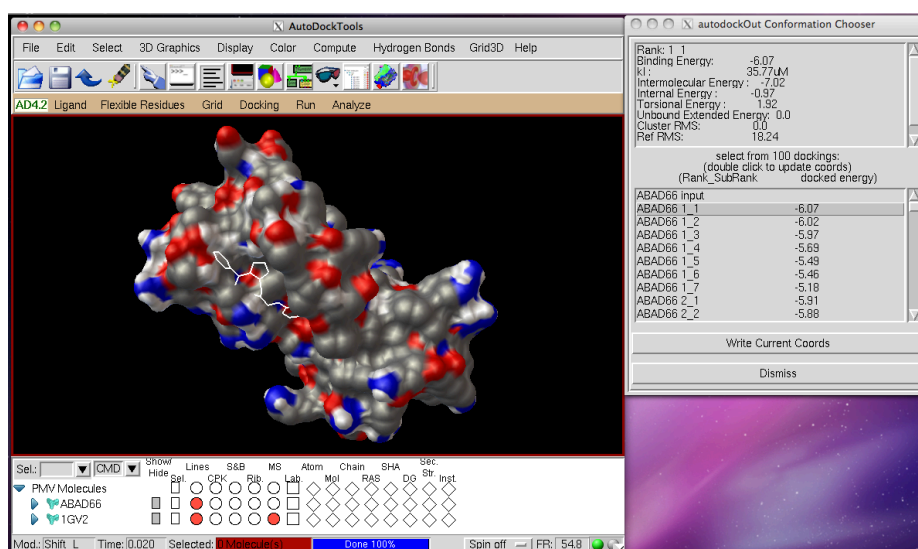 AutoDockTools
File Edit Select 3D Graphics Display Color Compute Hydrogen Bonds Grid3D Help
AD4.2 Ligand Flexible Residues Grid Docking Run Analyze
Sel.: CMD Show/ Hide Sel. Lines CPK S&B Rib. MS Lab. Atom Mol Chain RAS SHA DG Sec. Str. Inst.
PMV Molecules
ABAD66
1GV2
Mod.: Shift_L Time: 0.020 Selected: 0 Molecule(s) Done 100% Spin off FR: 54.8
autodockOut Conformation Chooser
Rank: 1_1
Binding Energy: -6.07
kI : 35.77uM
Intermolecular Energy : -7.02
Internal Energy : -0.97
Torsional Energy : 1.92
Unbound Extended Energy: 0.0
Cluster RMS: 0.0
Ref RMS: 18.24
select from 100 dockings:
(double click to update coords)
(Rank_SubRank docked energy)
ABAD66 input
ABAD66 1_1 -6.07
ABAD66 1_2 -6.02
ABAD66 1_3 -5.97
ABAD66 1_4 -5.69
ABAD66 1_5 -5.49
ABAD66 1_6 -5.46
ABAD66 1_7 -5.18
ABAD66 2_1 -5.91
ABAD66 2_2 -5.88
Write Current Coords
Dismiss